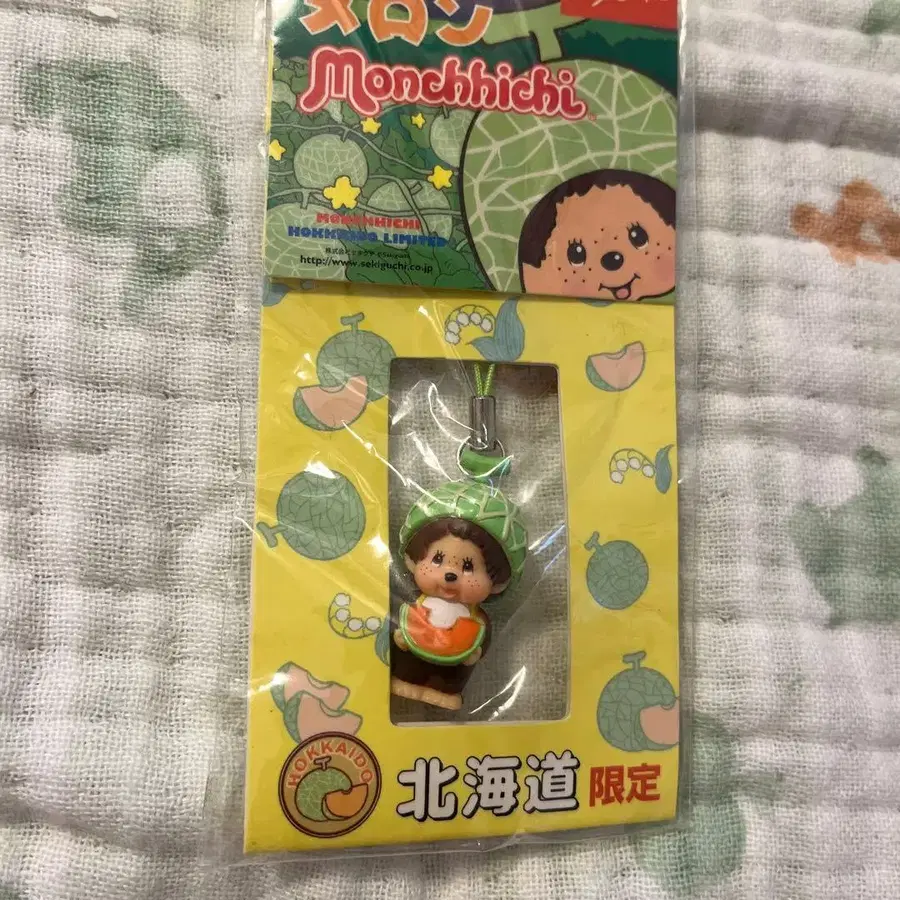 メロン
Monchhichi
MONCHHICHI
HOKKAIDO LIMITED
http://www.sekiguchi.co.jp
HOKKAIDO
北海道 限定